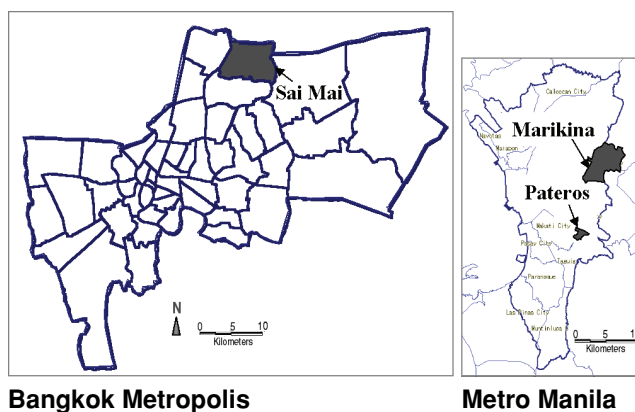 Sai Mai
N
0 5 10
Kilometers
Bangkok Metropolis
Caloocan City
Navotas
Malabon
Marikina
Pateros
Makati City
Pasay City
Taguig
Paranaque
Las Pinas City
Muntinlupa
0 5 10
Kilometers
Metro Manila